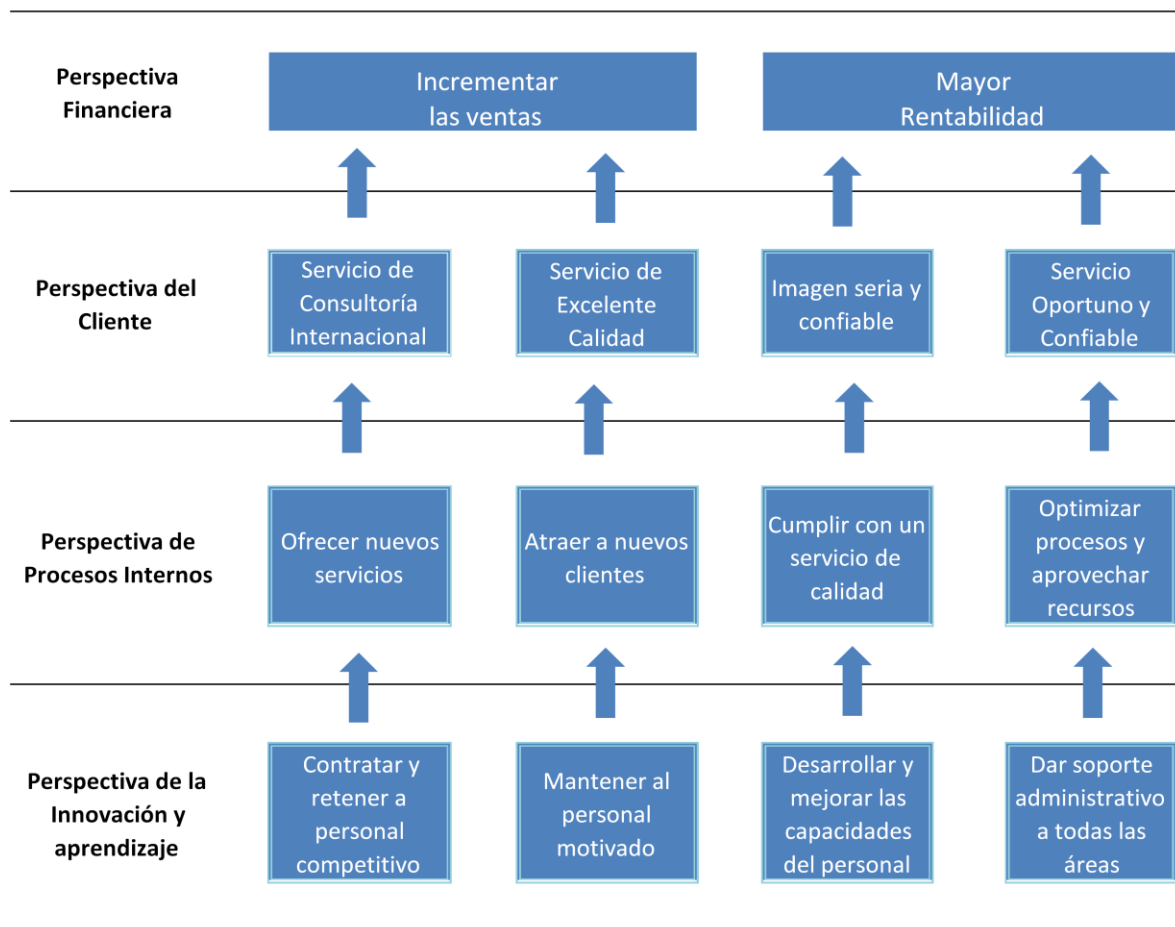 Perspectiva
Financiera
Incrementar
las ventas
Mayor
Rentabilidad
Perspectiva del
Cliente
Servicio de
Consultoría
Internacional
Servicio de
Excelente
Calidad
Imagen seria y
confiable
Servicio
Oportuno y
Confiable
Perspectiva de
Procesos Internos
Ofrecer nuevos
servicios
Atraer a nuevos
clientes
Cumplir con un
servicio de
calidad
Optimizar
procesos y
aprovechar
recursos
Perspectiva de la
Innovación y
aprendizaje
Contratar y
retener a
personal
competitivo
Mantener al
personal
motivado
Desarrollar y
mejorar las
capacidades
del personal
Dar soporte
administrativo
a todas las
áreas